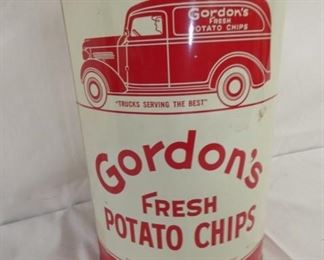 Gordon's
FRESH
POTATO CHIPS
"TRUCKS SERVING THE BEST"
Gordon's
FRESH
POTATO CHIPS